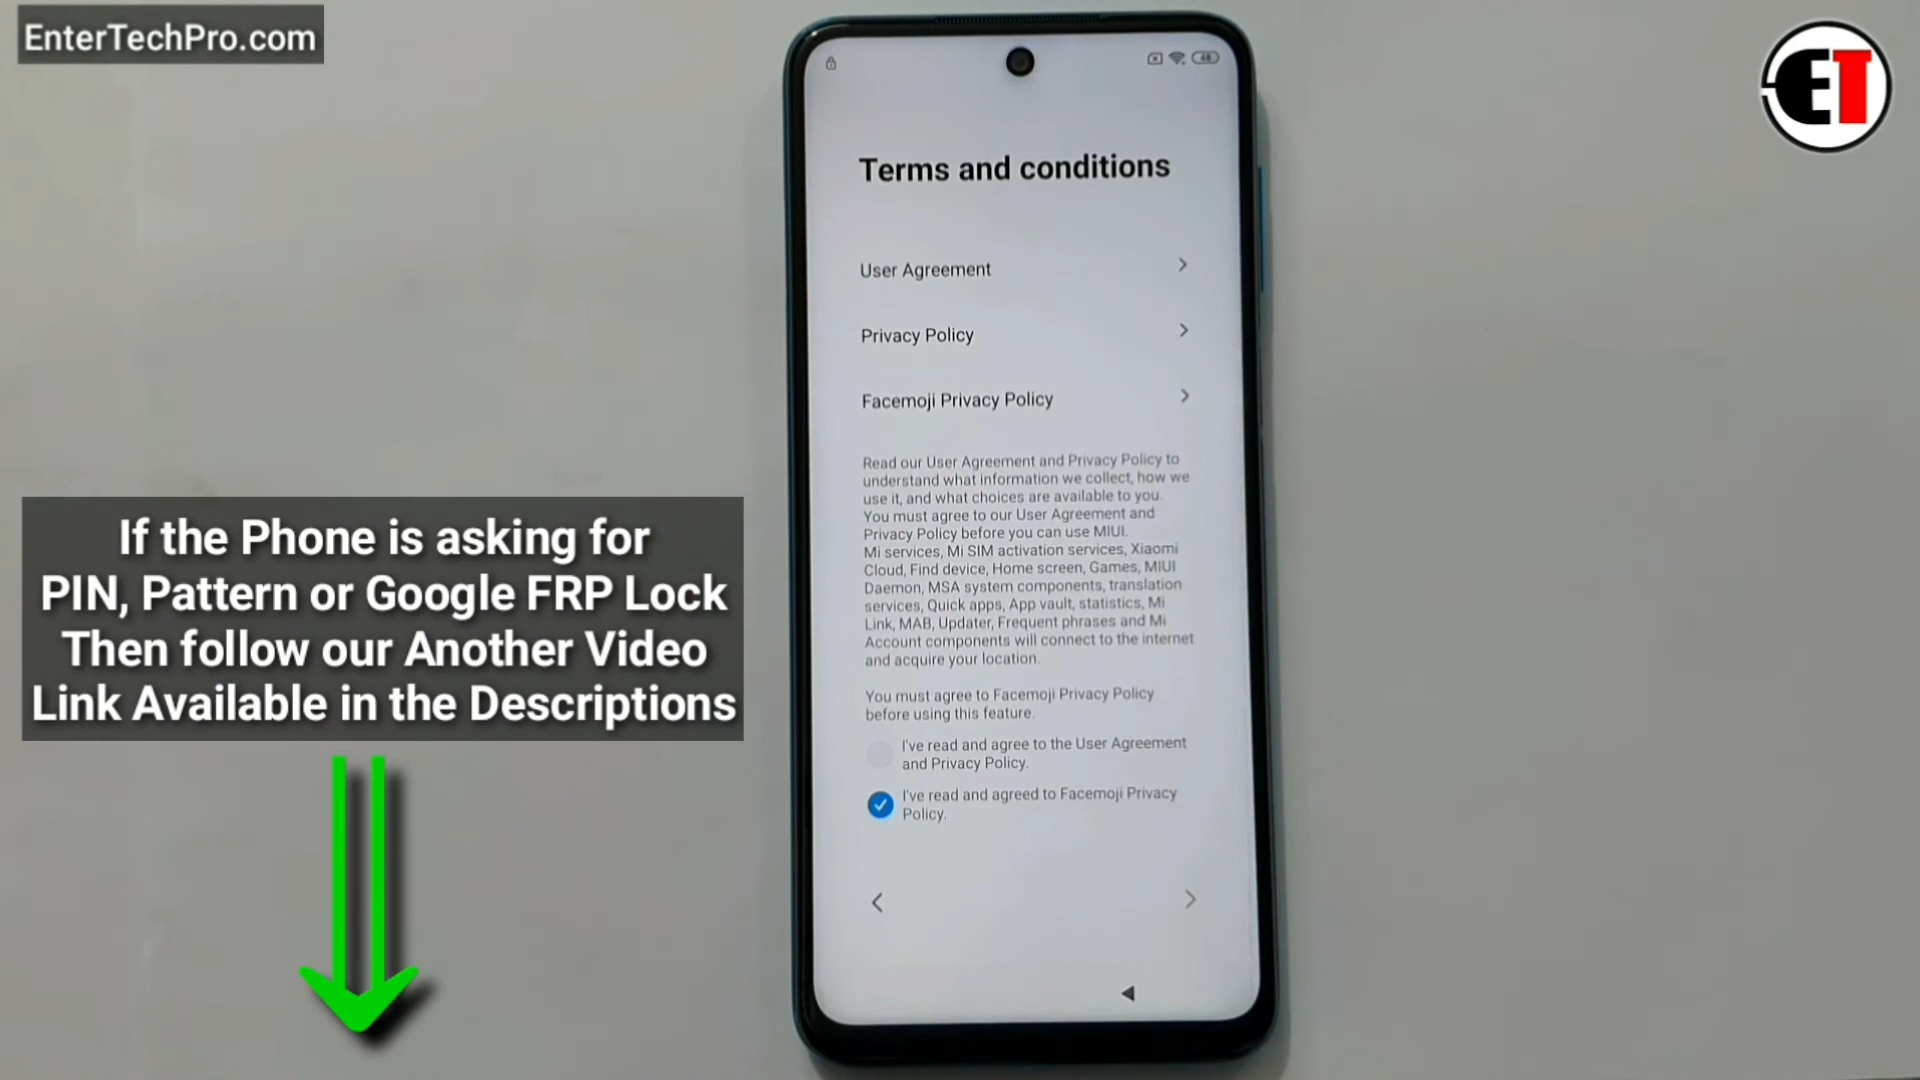 EnterTechPro.com
ET
48
Terms and conditions
User Agreement
Privacy Policy
Facemoji Privacy Policy
Read our User Agreement and Privacy Policy to
understand what information we collect, how we
use it, and what choices are available to you.
You must agree to our User Agreement and
Privacy Policy before you can use MIUI.
Mi services, Mi SIM activation services, Xiaomi
Cloud, Find device, Home screen, Games, MIUI
Daemon, MSA system components, translation
services, Quick apps, App vault, statistics, Mi
Link, MAB, Updater, Frequent phrases and Mi
Account components will connect to the internet
and acquire your location.
You must agree to Facemoji Privacy Policy
before using this feature.
I've read and agree to the User Agreement
and Privacy Policy.
I've read and agreed to Facemoji Privacy
Policy.
If the Phone is asking for
PIN, Pattern or Google FRP Lock
Then follow our Another Video
Link Available in the Descriptions